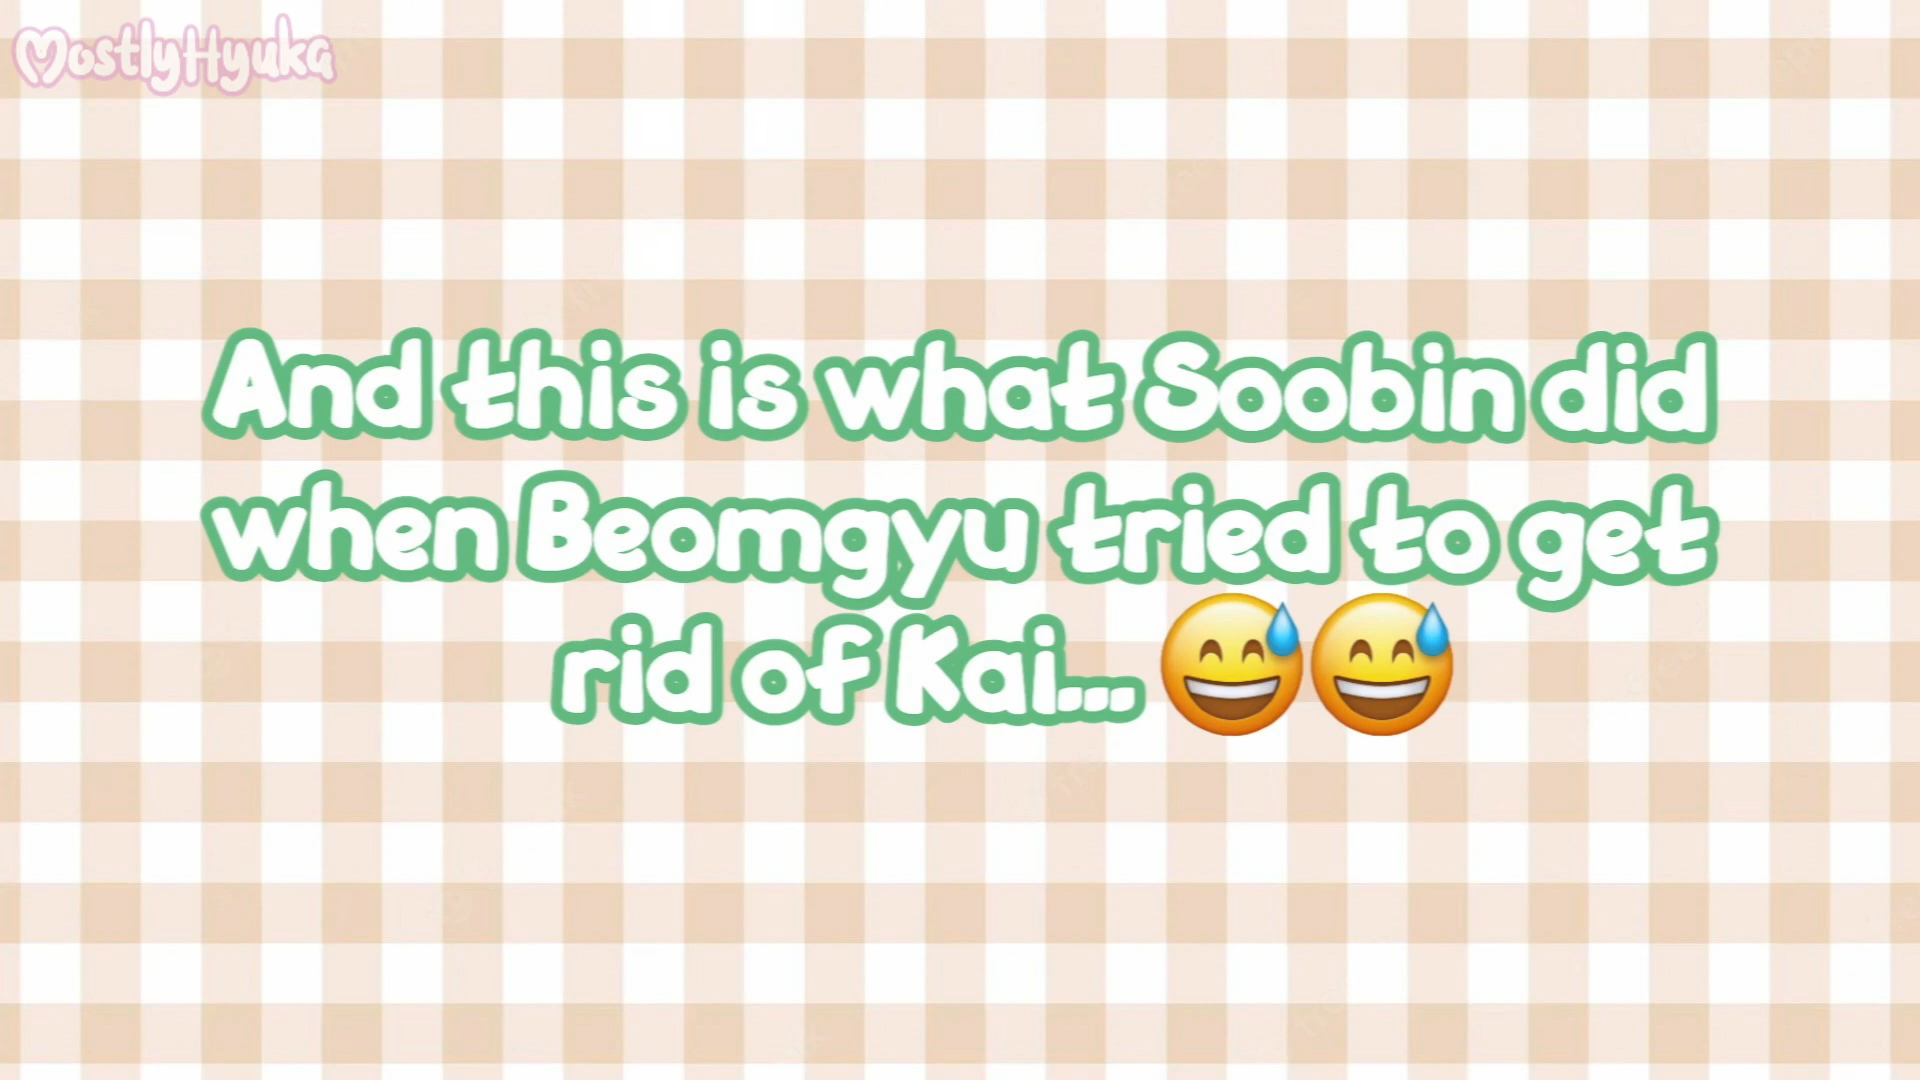 MostlyHyuka
And this is what Soobin did
when Beomgyu tried to get
rid of Kai... 😅😅